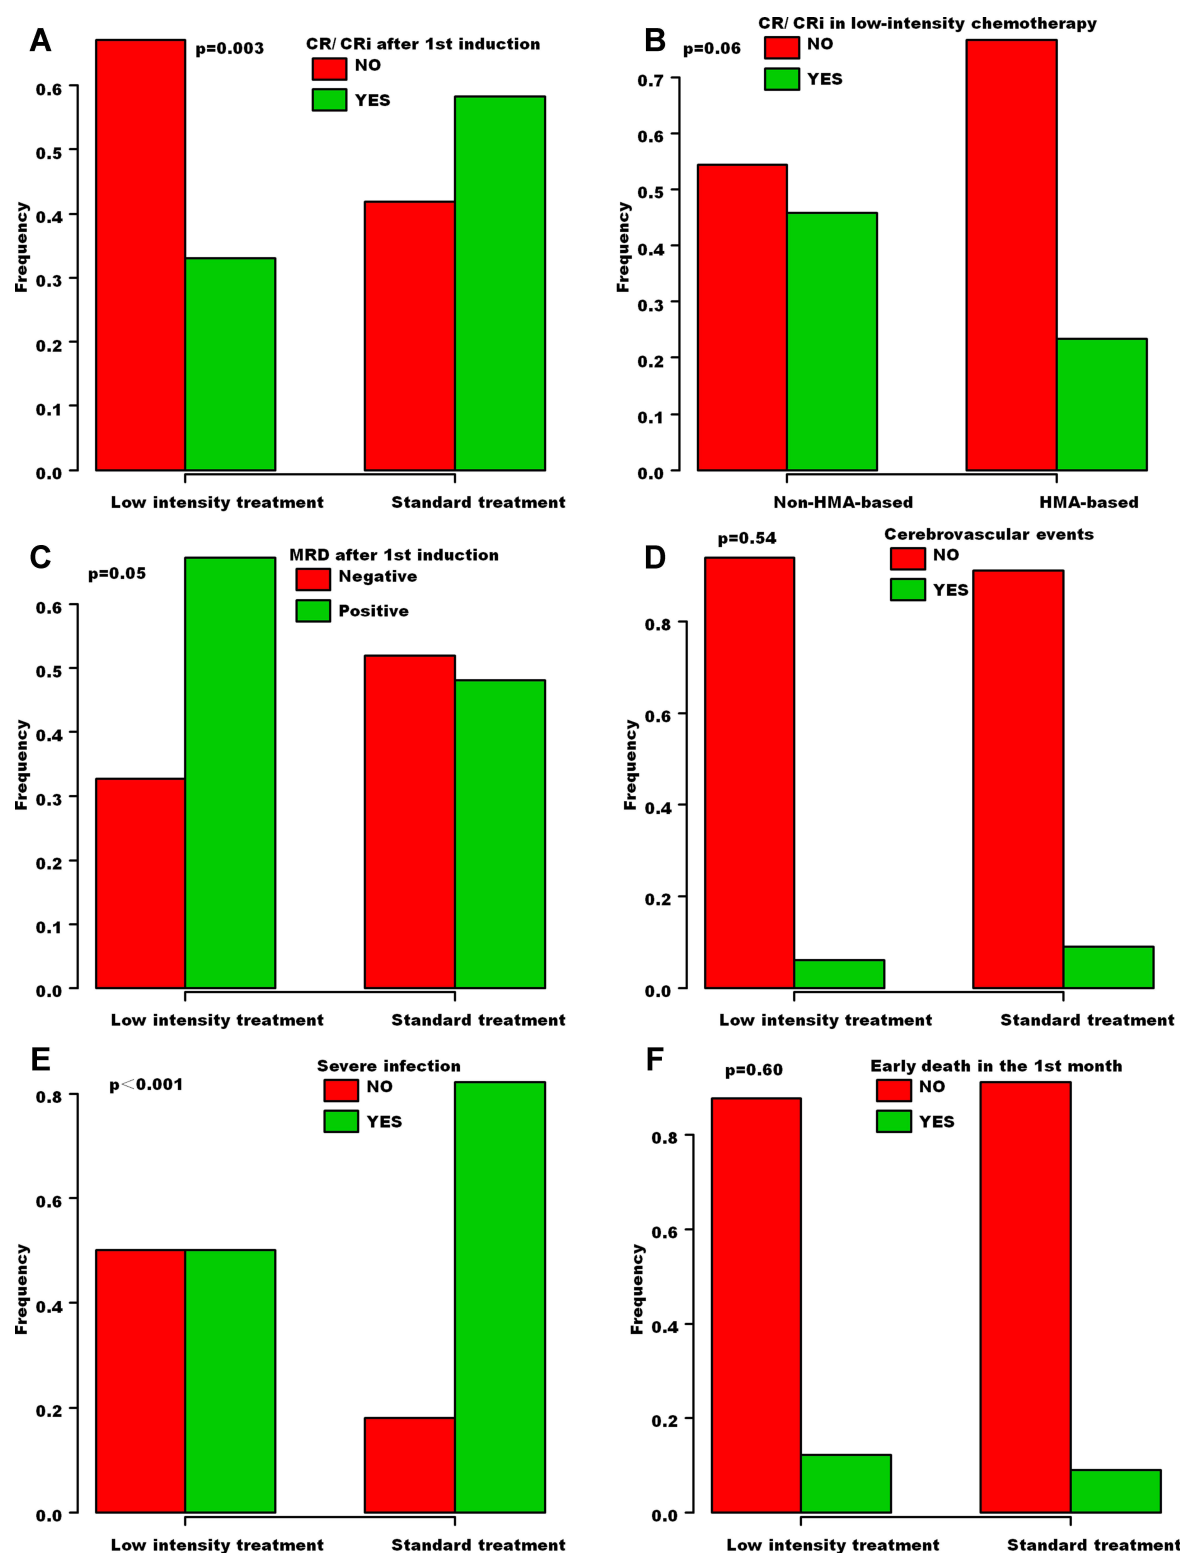 A
p=0.003
CR/ CRi after 1st induction
NO
YES
Frequency
0.6
0.5
0.4
0.3
0.2
0.1
0.0
Low intensity treatment
Standard treatment
B
p=0.06
CR/ CRi in low-intensity chemotherapy
NO
YES
Frequency
0.7
0.6
0.5
0.4
0.3
0.2
0.1
0.0
Non-HMA-based
HMA-based
C
p=0.05
MRD after 1st induction
Negative
Positive
Frequency
0.6
0.5
0.4
0.3
0.2
0.1
0.0
Low intensity treatment
Standard treatment
D
p=0.54
Cerebrovascular events
NO
YES
Frequency
0.8
0.6
0.4
0.2
0.0
Low intensity treatment
Standard treatment
E
p<0.001
Severe infection
NO
YES
Frequency
0.8
0.6
0.4
0.2
0.0
Low intensity treatment
Standard treatment
F
p=0.60
Early death in the 1st month
NO
YES
Frequency
0.8
0.6
0.4
0.2
0.0
Low intensity treatment
Standard treatment